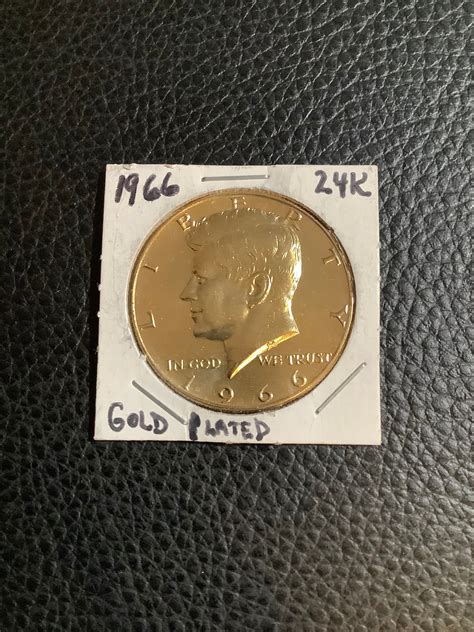 1966 24K
LIBERTY
IN GOD WE TRUST
1966
GOLD PLATED